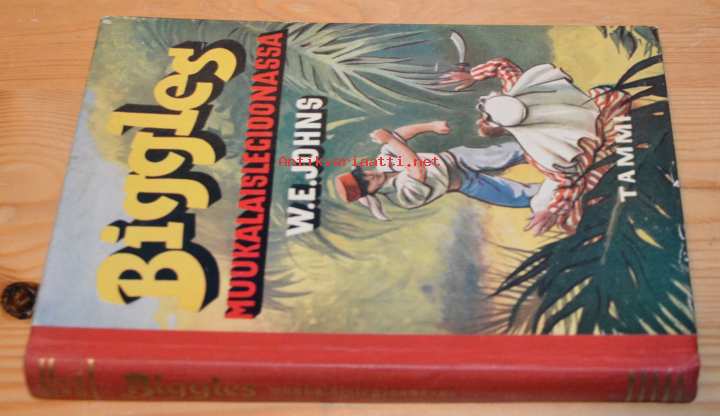 Biggles
MUUKALAISLEGIOONASSA
W.E.JOHNS
TAMMI
Antikvariaatti.net
Biggles